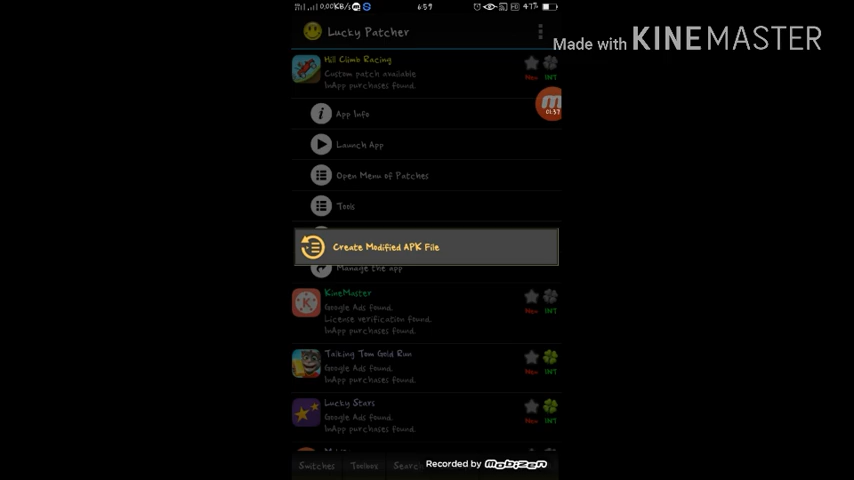 0.00KB/s
6:59
47%
Lucky Patcher
Made with KINEMASTER
Hill Climb Racing
Custom patch available
InApp purchases found.
New INT
01:37
App Info
Launch App
Open Menu of Patches
Tools
Create Modified APK File
Manage the app
KineMaster
Google Ads found.
License verification found.
InApp purchases found.
New INT
Talking Tom Gold Run
Google Ads found.
InApp purchases found.
New INT
Lucky Stars
Google Ads found.
InApp purchases found.
New INT
Switches Toolbox Search
Recorded by mobizen